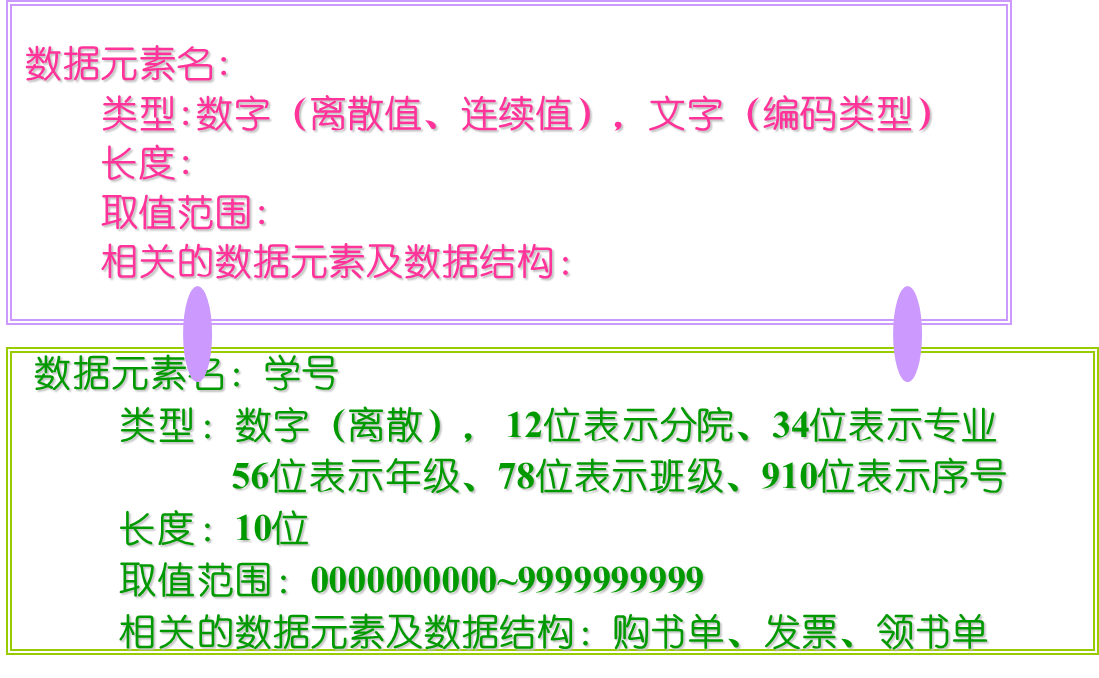 数据元素名：
类型：数字（离散值、连续值），文字（编码类型）
长度：
取值范围：
相关的数据元素及数据结构：
数据元素名：学号
类型：数字（离散），12位表示分院、34位表示专业
56位表示年级、78位表示班级、910位表示序号
长度：10位
取值范围：0000000000~9999999999
相关的数据元素及数据结构：购书单、发票、领书单